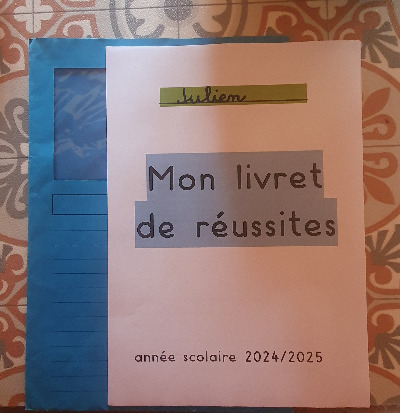 Julien
Mon livret
de réussites
année scolaire 2024/2025